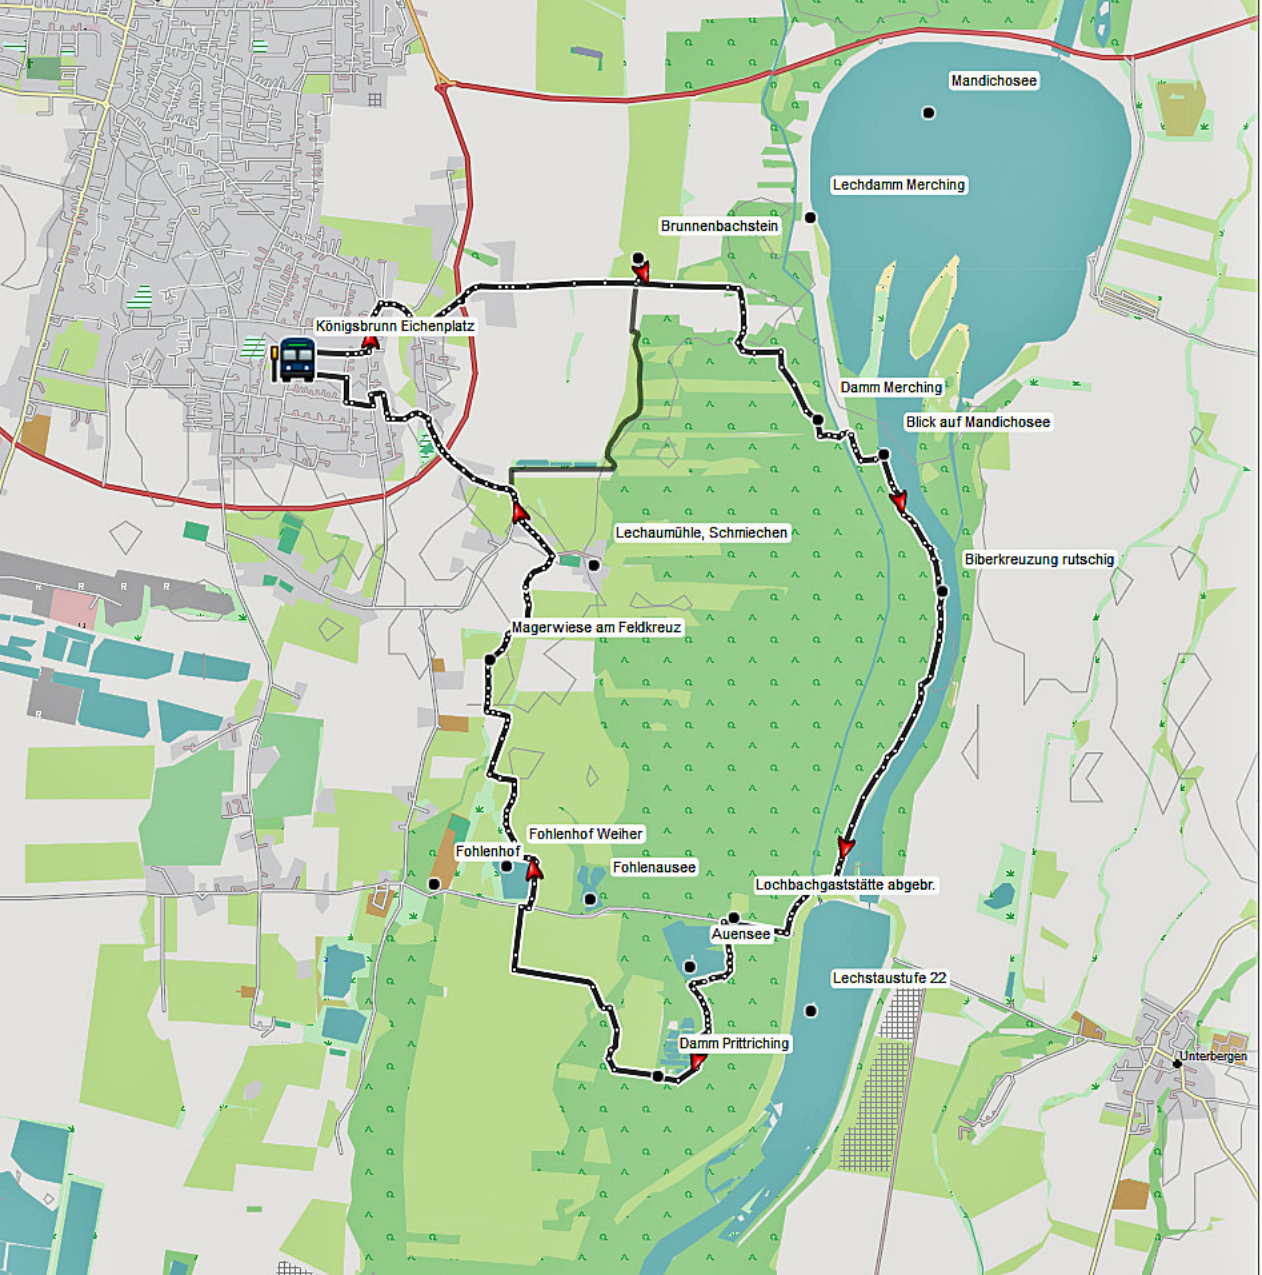 Mandichosee
Lechdamm Merching
Brunnenbachstein
Königsbrunn Eichenplatz
Damm Merching
Blick auf Mandichosee
Lechaumühle, Schmiechen
Biberkreuzung rutschig
R
R
R
R
Magerwiese am Feldkreuz
R
Fohlenhof Weiher
Fohlenhof
Fohlenausee
Lochbachgaststätte abgebr.
Auensee
Lechstaustufe 22
Damm Prittriching
Unterbergen